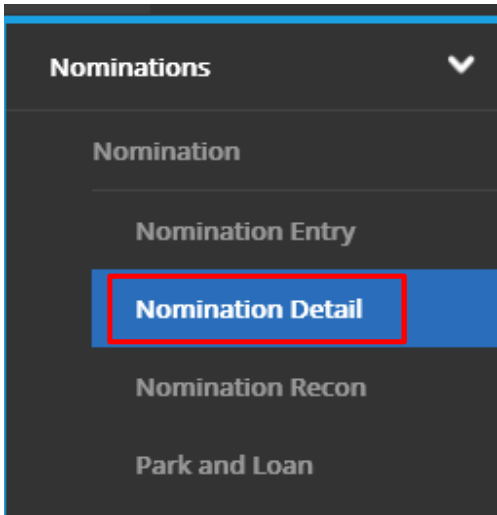 Nominations
Nomination
Nomination Entry
Nomination Detail
Nomination Recon
Park and Loan